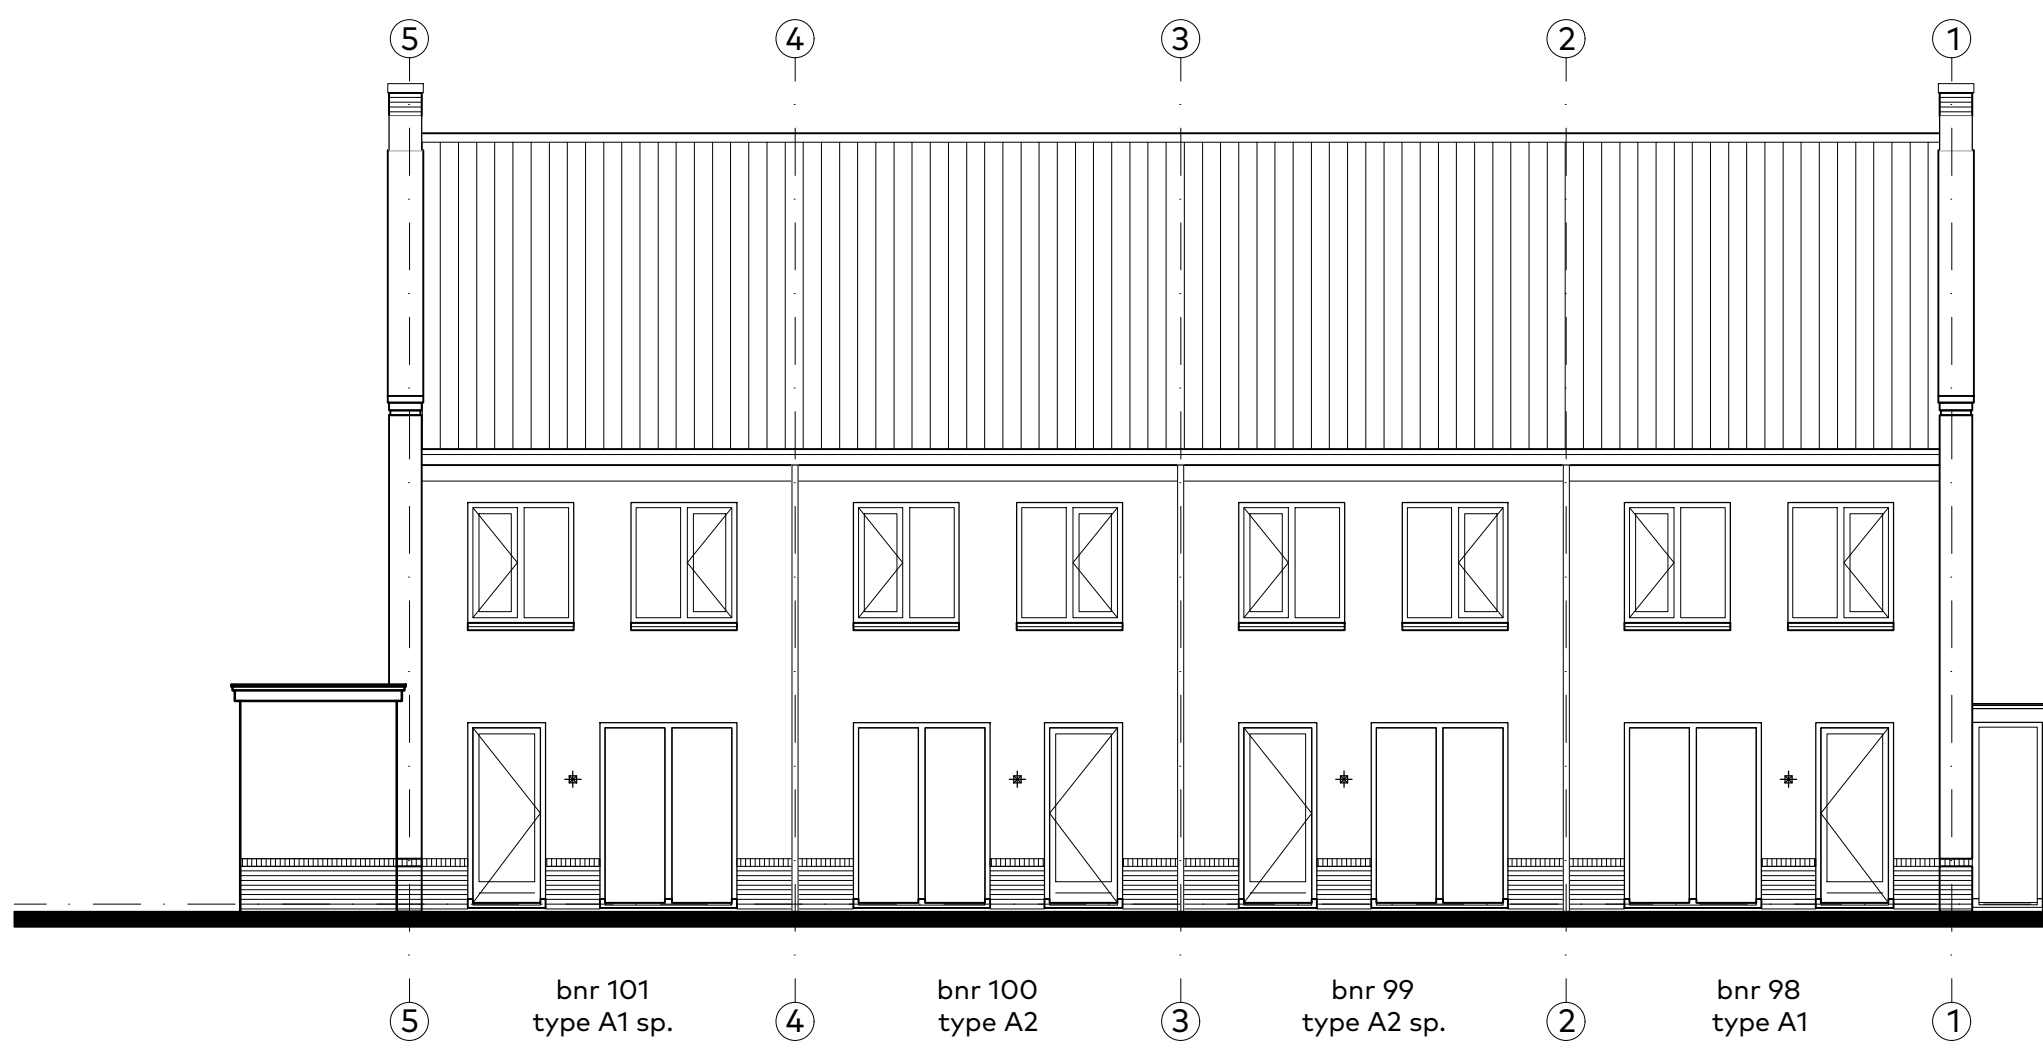 5 4 3 2 1
bnr 101 bnr 100 bnr 99 bnr 98
5 type A1 sp. 4 type A2 3 type A2 sp. 2 type A1 1